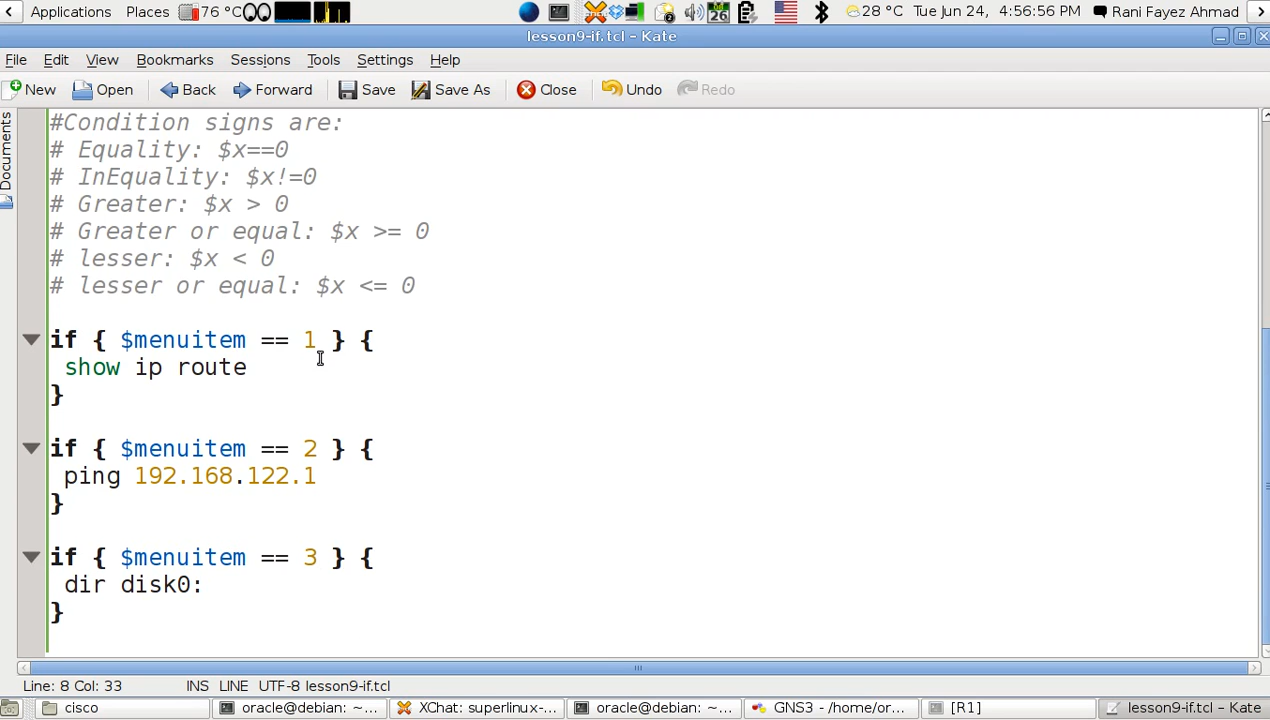 Applications Places 76 °C 26 28 °C Tue Jun 24, 4:56:56 PM Rani Fayez Ahmad
lesson9-if.tcl – Kate
File Edit View Bookmarks Sessions Tools Settings Help
New Open Back Forward Save Save As Close Undo Redo
Documents
#Condition signs are:
# Equality: $x==0
# InEquality: $x!=0
# Greater: $x > 0
# Greater or equal: $x >= 0
# lesser: $x < 0
# lesser or equal: $x <= 0
if { $menuitem == 1 } {
show ip route
}
if { $menuitem == 2 } {
ping 192.168.122.1
}
if { $menuitem == 3 } {
dir disk0:
}
Line: 8 Col: 33 INS LINE UTF-8 lesson9-if.tcl
cisco oracle@debian: ~... XChat: superlinux-... oracle@debian: ~... GNS3 - /home/or... [R1] lesson9-if.tcl – Kate